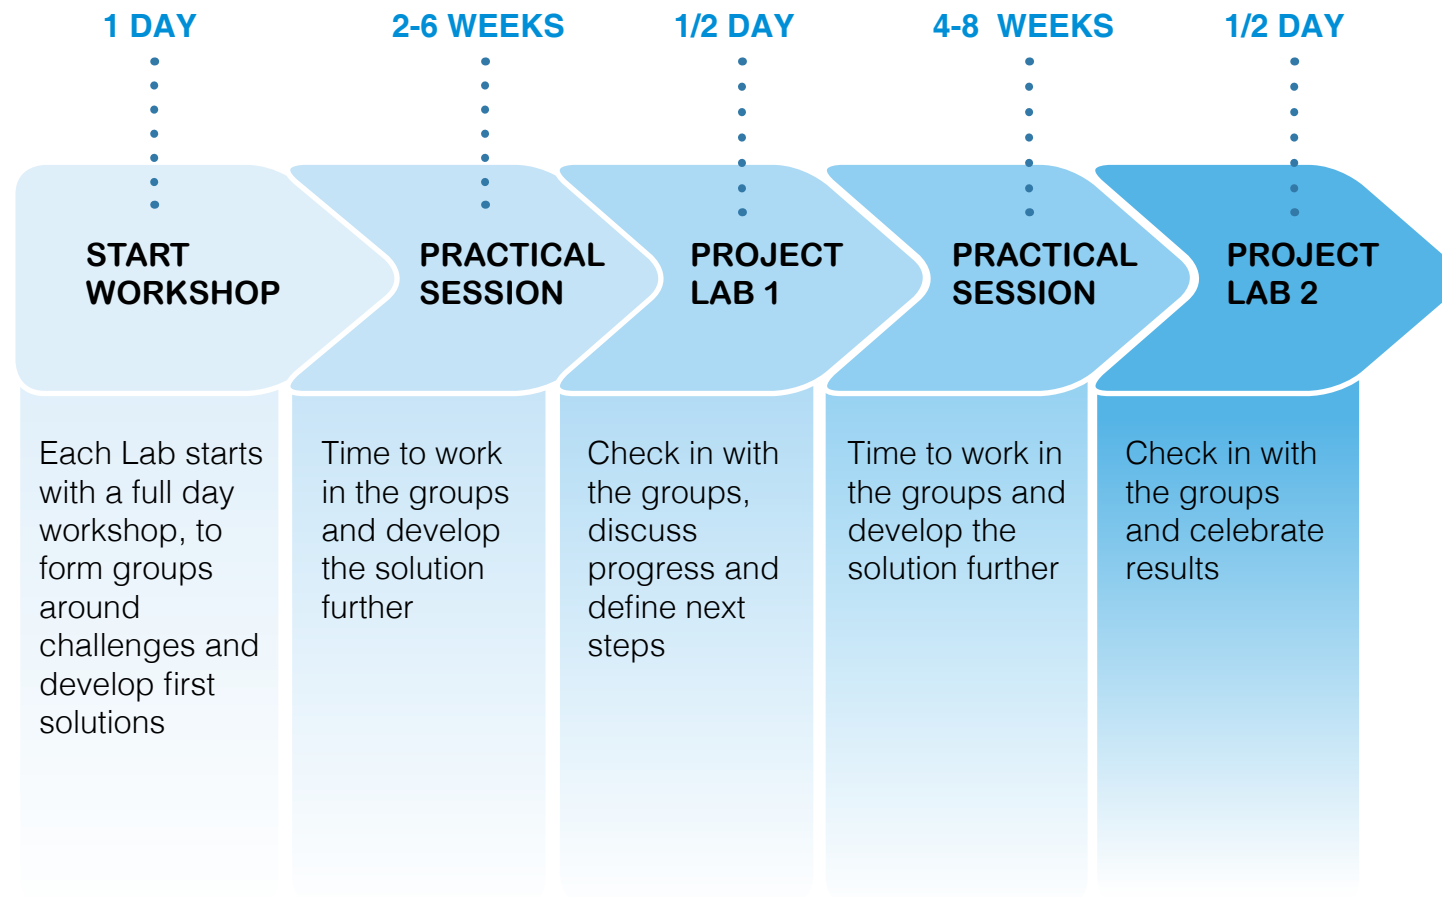 1 DAY
2-6 WEEKS
1/2 DAY
4-8 WEEKS
1/2 DAY
START
WORKSHOP
PRACTICAL
SESSION
PROJECT
LAB 1
PRACTICAL
SESSION
PROJECT
LAB 2
Each Lab starts
with a full day
workshop, to
form groups
around
challenges and
develop first
solutions
Time to work
in the groups
and develop
the solution
further
Check in with
the groups,
discuss
progress and
define next
steps
Time to work in
the groups and
develop the
solution further
Check in with
the groups
and celebrate
results